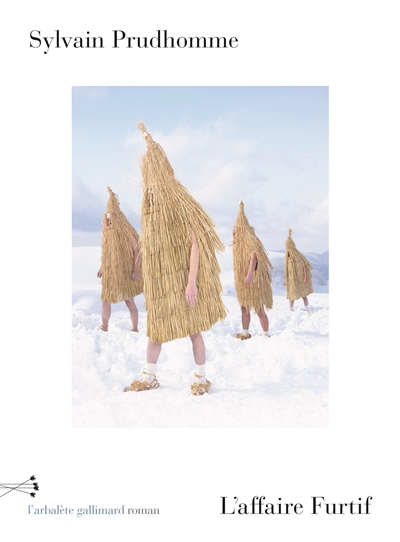 Sylvain Prudhomme
l'arbalète gallimard roman
L'affaire Furtif